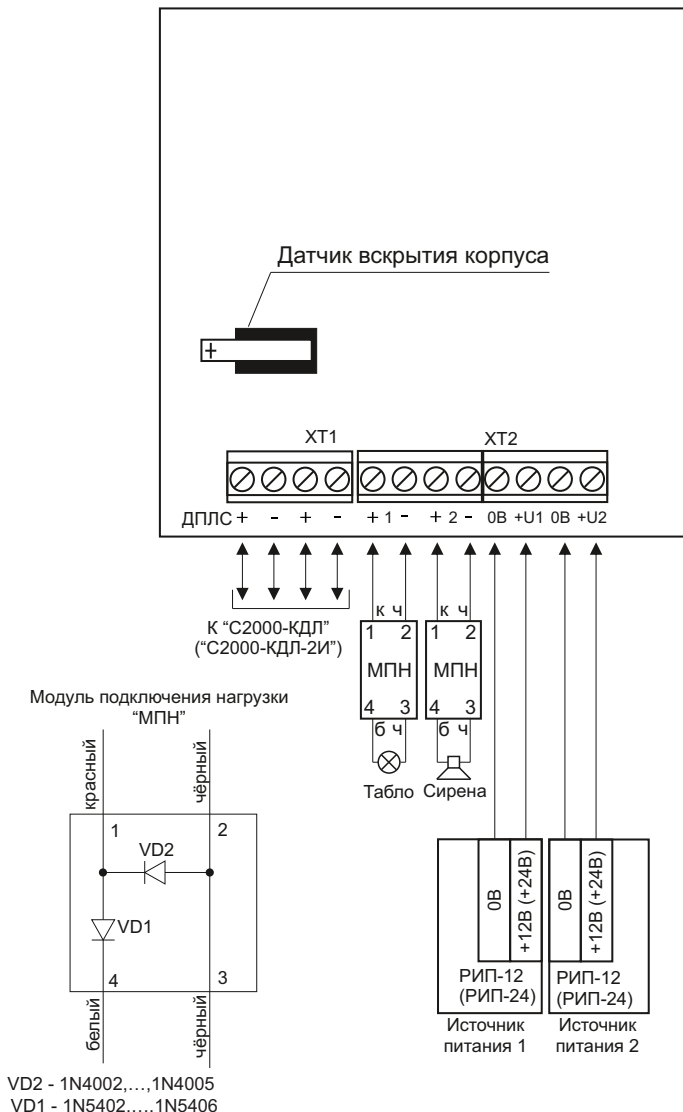 Датчик вскрытия корпуса
+
XT1
XT2
ДПЛС + - + - + 1 - + 2 - 0В +U1 0В +U2
К “С2000-КДЛ”
(“С2000-КДЛ-2И”)
к ч к ч
1 2 1 2
МПН МПН
4 3 4 3
б ч б ч
Табло Сирена
Модуль подключения нагрузки
“МПН”
красный чёрный
1 2
VD2
VD1
4 3
белый чёрный
VD2 - 1N4002,...,1N4005
VD1 - 1N5402,...,1N5406
0В +12В (+24В) 0В +12В (+24В)
РИП-12 РИП-12
(РИП-24) (РИП-24)
Источник Источник
питания 1 питания 2